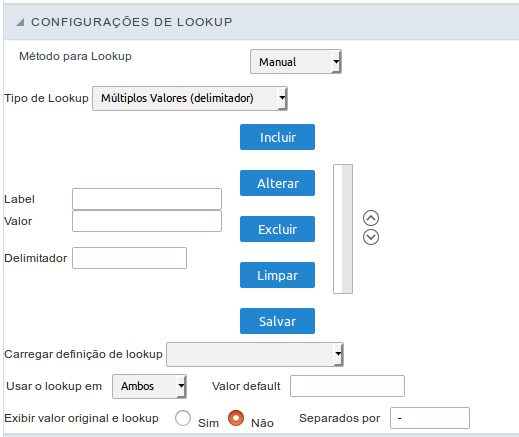 CONFIGURAÇÕES DE LOOKUP
Método para Lookup Manual
Tipo de Lookup Múltiplos Valores (delimitador)
Incluir
Alterar
Label
Valor
Excluir
Delimitador
Limpar
Salvar
Carregar definição de lookup
Usar o lookup em Ambos Valor default
Exibir valor original e lookup Sim Não Separados por -